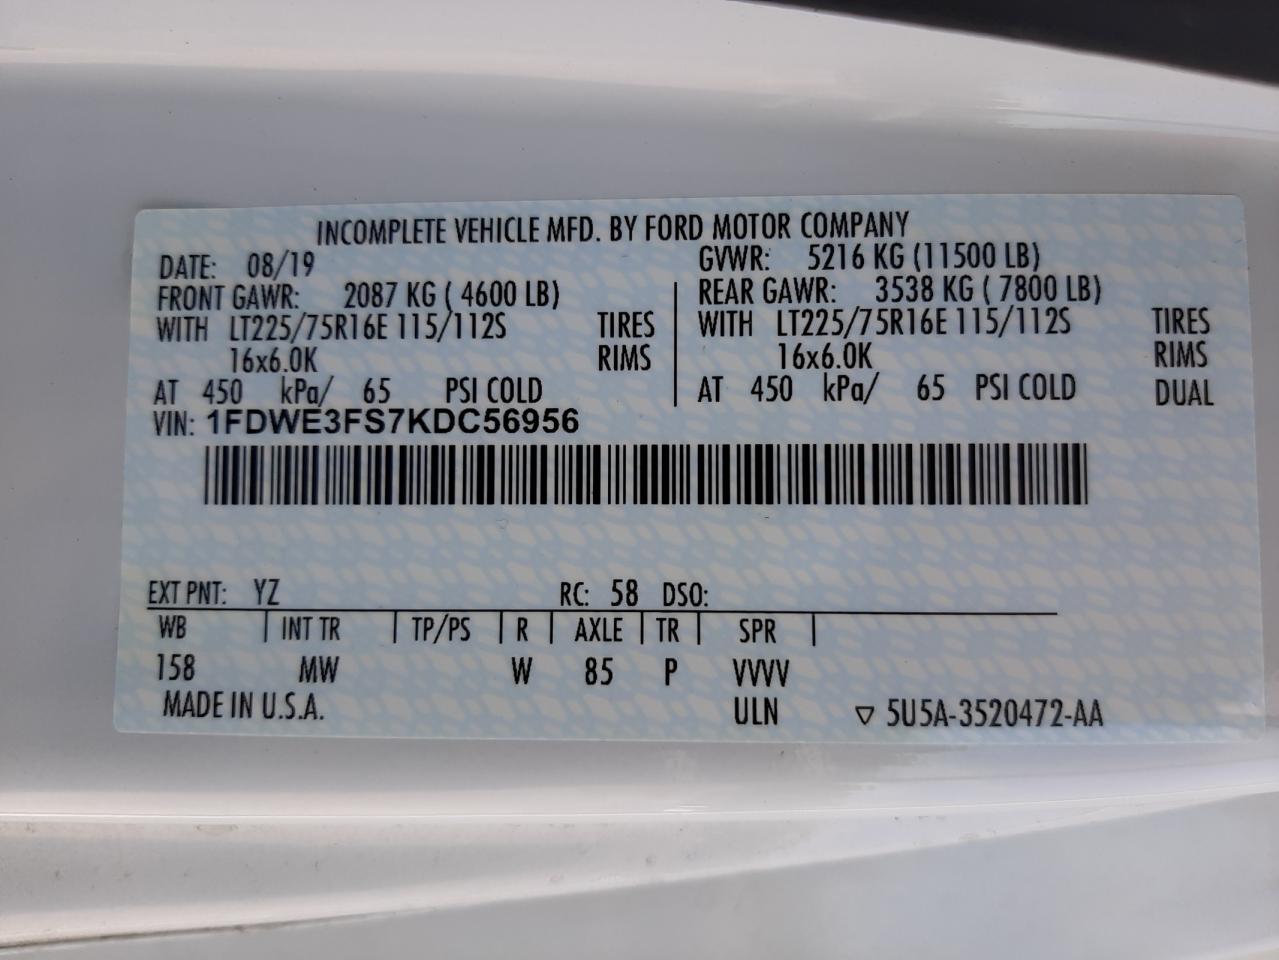 INCOMPLETE VEHICLE MFD. BY FORD MOTOR COMPANY
DATE: 08/19 GVWR: 5216 KG (11500 LB)
FRONT GAWR: 2087 KG ( 4600 LB) REAR GAWR: 3538 KG ( 7800 LB)
WITH LT225/75R16E 115/112S TIRES WITH LT225/75R16E 115/112S TIRES
16x6.0K RIMS 16x6.0K RIMS
AT 450 kPa/ 65 PSI COLD AT 450 kPa/ 65 PSI COLD DUAL
VIN: 1FDWE3FS7KDC56956
EXT PNT: YZ RC: 58 DSO:
WB INT TR TP/PS R AXLE TR SPR
158 MW W 85 P VVVV
MADE IN U.S.A. ULN ▽ 5U5A-3520472-AA